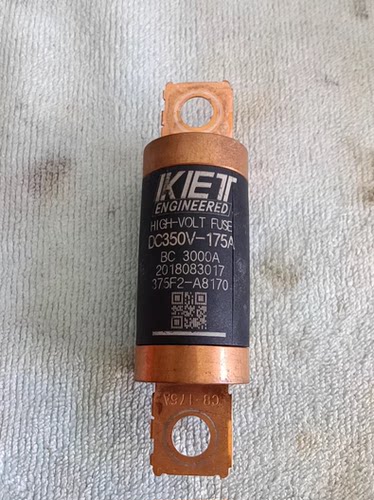 KET
ENGINEERED
HIGH-VOLT FUSE
DC350V-175A
BC 3000A
2018083017
375F2-A8170